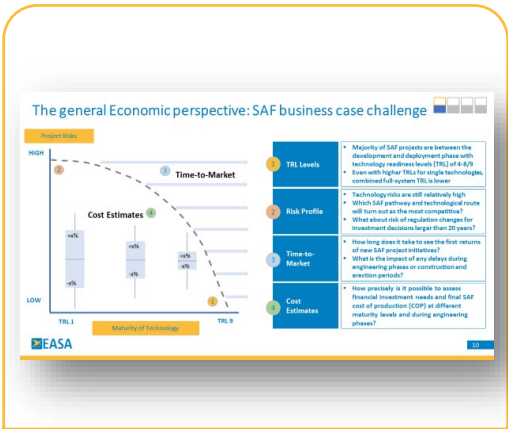 The general Economic perspective: SAF business case challenge
Project Risks
HIGH
2
3
Time-to-Market
Cost Estimates
4
+x%
+x%
+x%
-x%
-x%
-x%
1
LOW
TRL 1
TRL 9
Maturity of Technology
1
TRL Levels
• Majority of SAF projects are between the
development and deployment phase with
technology readiness levels (TRL) of 4-8/9
• Even with higher TRLs for single technologies,
combined full-system TRL is lower
2
Risk Profile
• Technology risks are still relatively high
• Which SAF pathway and technological route
will turn out as the most competitive?
• What about risk of regulation changes for
investment decisions larger than 20 years?
3
Time-to-
Market
• How long does it take to see the first returns
of new SAF project initiatives?
• What is the impact of any delays during
engineering phases or construction and
erection periods?
4
Cost
Estimates
• How precisely is it possible to assess
financial investment needs and final SAF
cost of production (COP) at different
maturity levels and during engineering
phases?
EASA
10